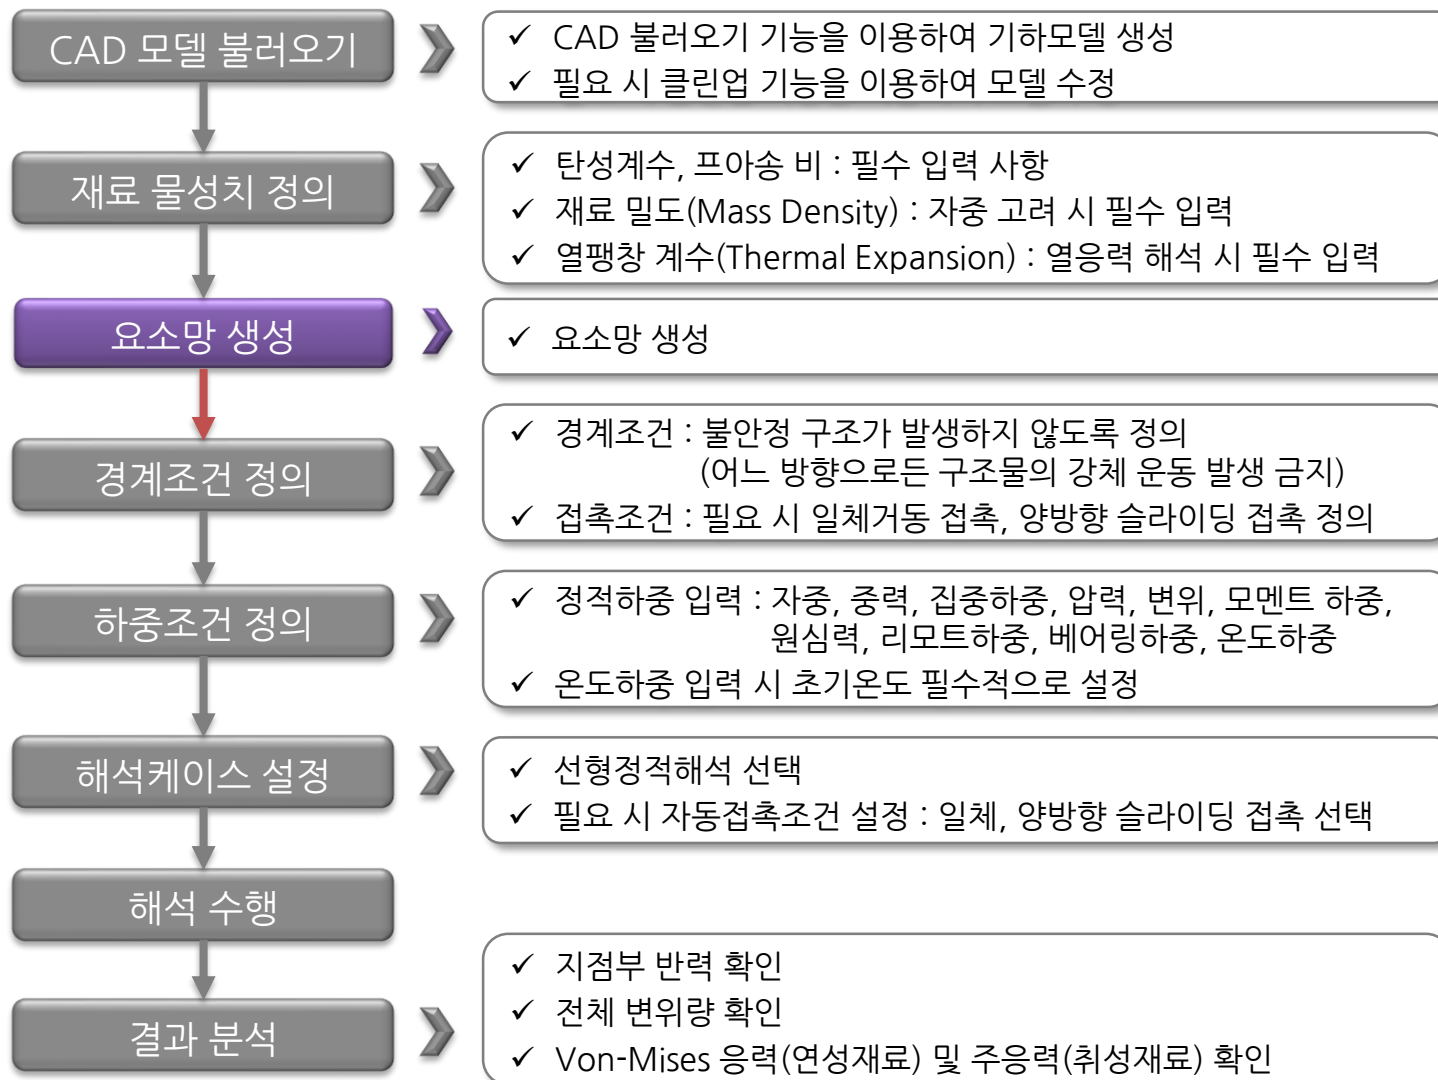 CAD 모델 불러오기
✓ CAD 불러오기 기능을 이용하여 기하모델 생성
✓ 필요 시 클린업 기능을 이용하여 모델 수정
재료 물성치 정의
✓ 탄성계수, 프아송 비 : 필수 입력 사항
✓ 재료 밀도(Mass Density) : 자중 고려 시 필수 입력
✓ 열팽창 계수(Thermal Expansion) : 열응력 해석 시 필수 입력
요소망 생성
✓ 요소망 생성
경계조건 정의
✓ 경계조건 : 불안정 구조가 발생하지 않도록 정의
(어느 방향으로든 구조물의 강체 운동 발생 금지)
✓ 접촉조건 : 필요 시 일체거동 접촉, 양방향 슬라이딩 접촉 정의
하중조건 정의
✓ 정적하중 입력 : 자중, 중력, 집중하중, 압력, 변위, 모멘트 하중,
원심력, 리모트하중, 베어링하중, 온도하중
✓ 온도하중 입력 시 초기온도 필수적으로 설정
해석케이스 설정
✓ 선형정적해석 선택
✓ 필요 시 자동접촉조건 설정 : 일체, 양방향 슬라이딩 접촉 선택
해석 수행
결과 분석
✓ 지점부 반력 확인
✓ 전체 변위량 확인
✓ Von-Mises 응력(연성재료) 및 주응력(취성재료) 확인